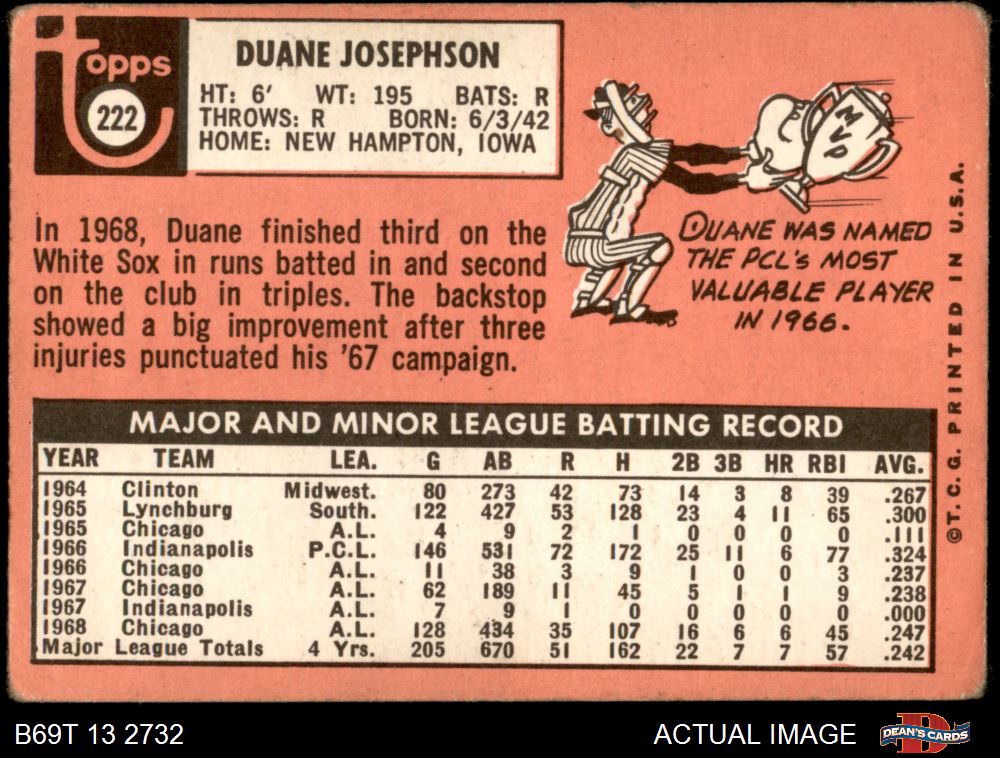 topps
222
DUANE JOSEPHSON
HT: 6' WT: 195 BATS: R
THROWS: R BORN: 6/3/42
HOME: NEW HAMPTON, IOWA
In 1968, Duane finished third on the
White Sox in runs batted in and second
on the club in triples. The backstop
showed a big improvement after three
injuries punctuated his '67 campaign.
MVP
DUANE WAS NAMED
THE PCL'S MOST
VALUABLE PLAYER
IN 1966.
©T. C. G. PRINTED IN U.S.A.
MAJOR AND MINOR LEAGUE BATTING RECORD
YEAR TEAM LEA. G AB R H 2B 3B HR RBI AVG.
1964 Clinton Midwest. 80 273 42 73 14 3 8 39 .267
1965 Lynchburg South. 122 427 53 128 23 4 11 65 .300
1965 Chicago A.L. 4 9 2 1 0 0 0 0 .111
1966 Indianapolis P.C.L. 146 531 72 172 25 11 6 77 .324
1966 Chicago A.L. 11 38 3 9 1 0 0 3 .237
1967 Chicago A.L. 62 189 11 45 5 1 1 9 .238
1967 Indianapolis A.L. 7 9 1 0 0 0 0 0 .000
1968 Chicago A.L. 128 434 35 107 16 6 6 45 .247
Major League Totals 4 Yrs. 205 670 51 162 22 7 7 57 .242
B69T 13 2732
ACTUAL IMAGE
D
DEAN'S CARDS